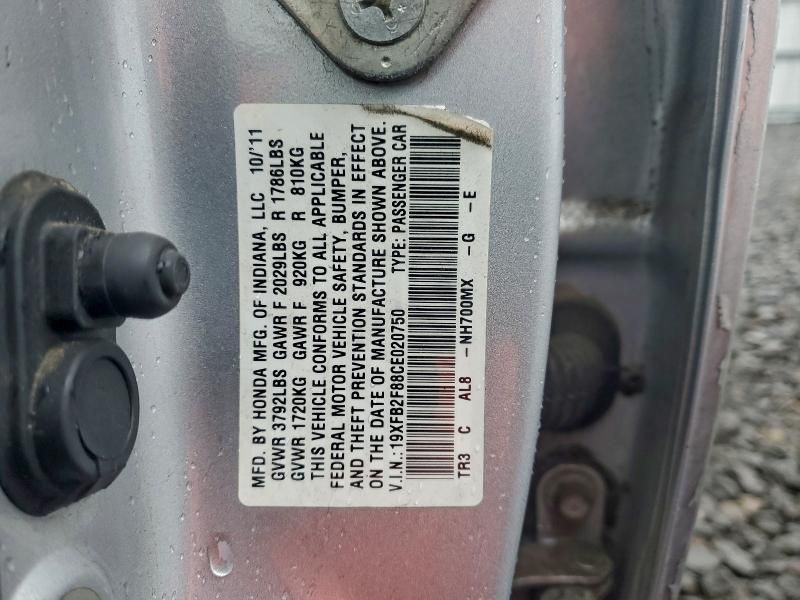 MFD. BY HONDA MFG. OF INDIANA, LLC 10/'11
GVWR 3792LBS GAWR F 2029LBS R 1786LBS
GVWR 1720KG GAWR F 920KG R 810KG
THIS VEHICLE CONFORMS TO ALL APPLICABLE
FEDERAL MOTOR VEHICLE SAFETY, BUMPER,
AND THEFT PREVENTION STANDARDS IN EFFECT
ON THE DATE OF MANUFACTURE SHOWN ABOVE.
V.I.N.: 19XFB2F88CE020750 TYPE: PASSENGER CAR
TR3 C AL8 -NH700MX -G -E